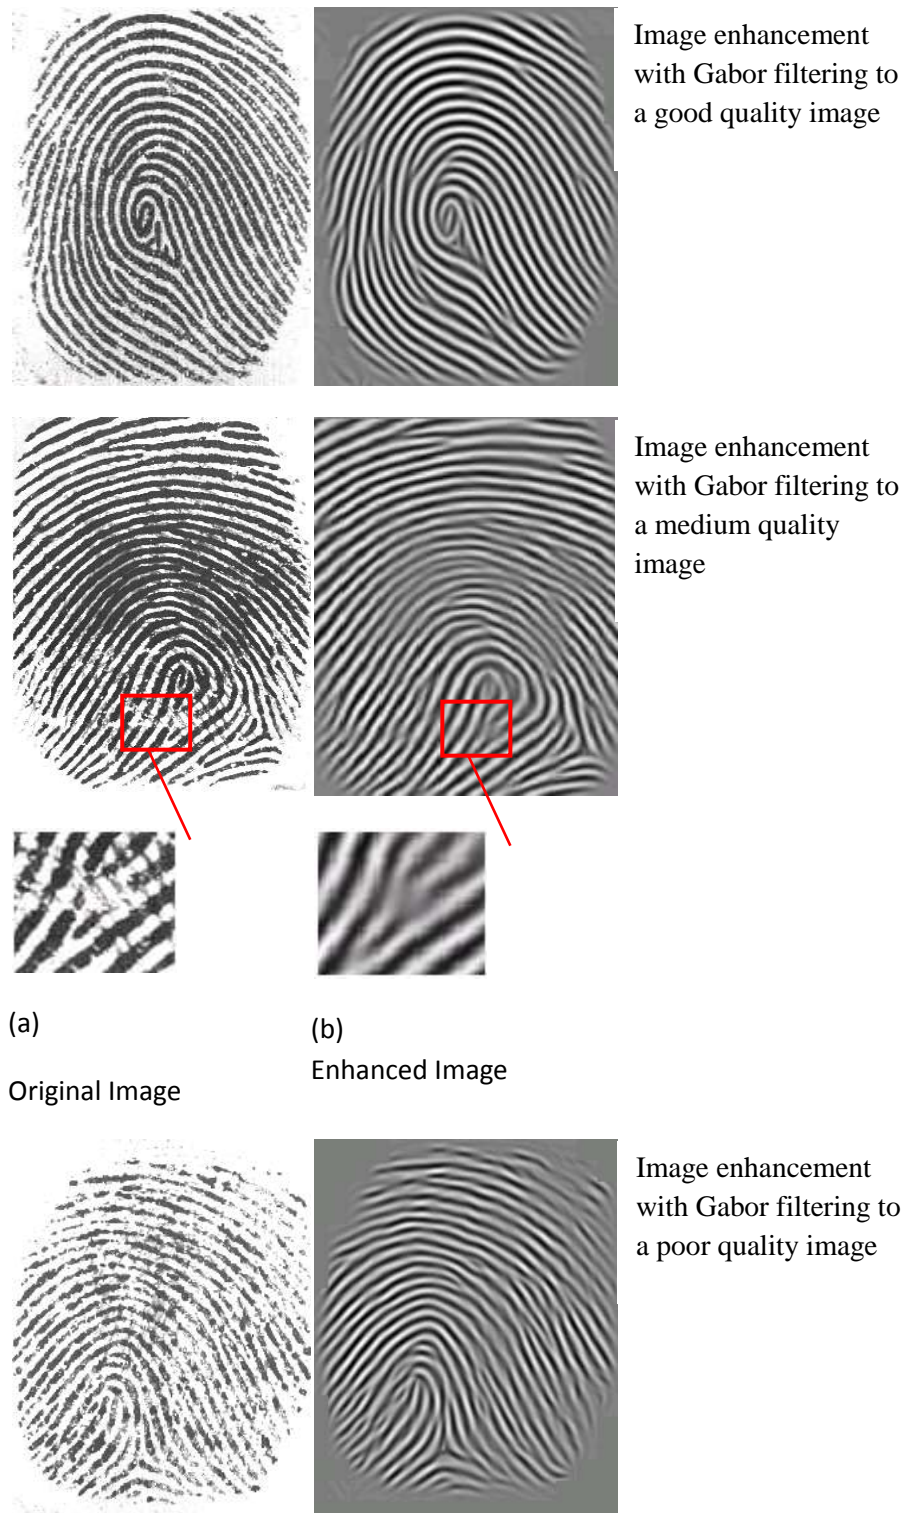 Image enhancement
with Gabor filtering to
a good quality image
Image enhancement
with Gabor filtering to
a medium quality
image
(a)
(b)
Original Image
Enhanced Image
Image enhancement
with Gabor filtering to
a poor quality image